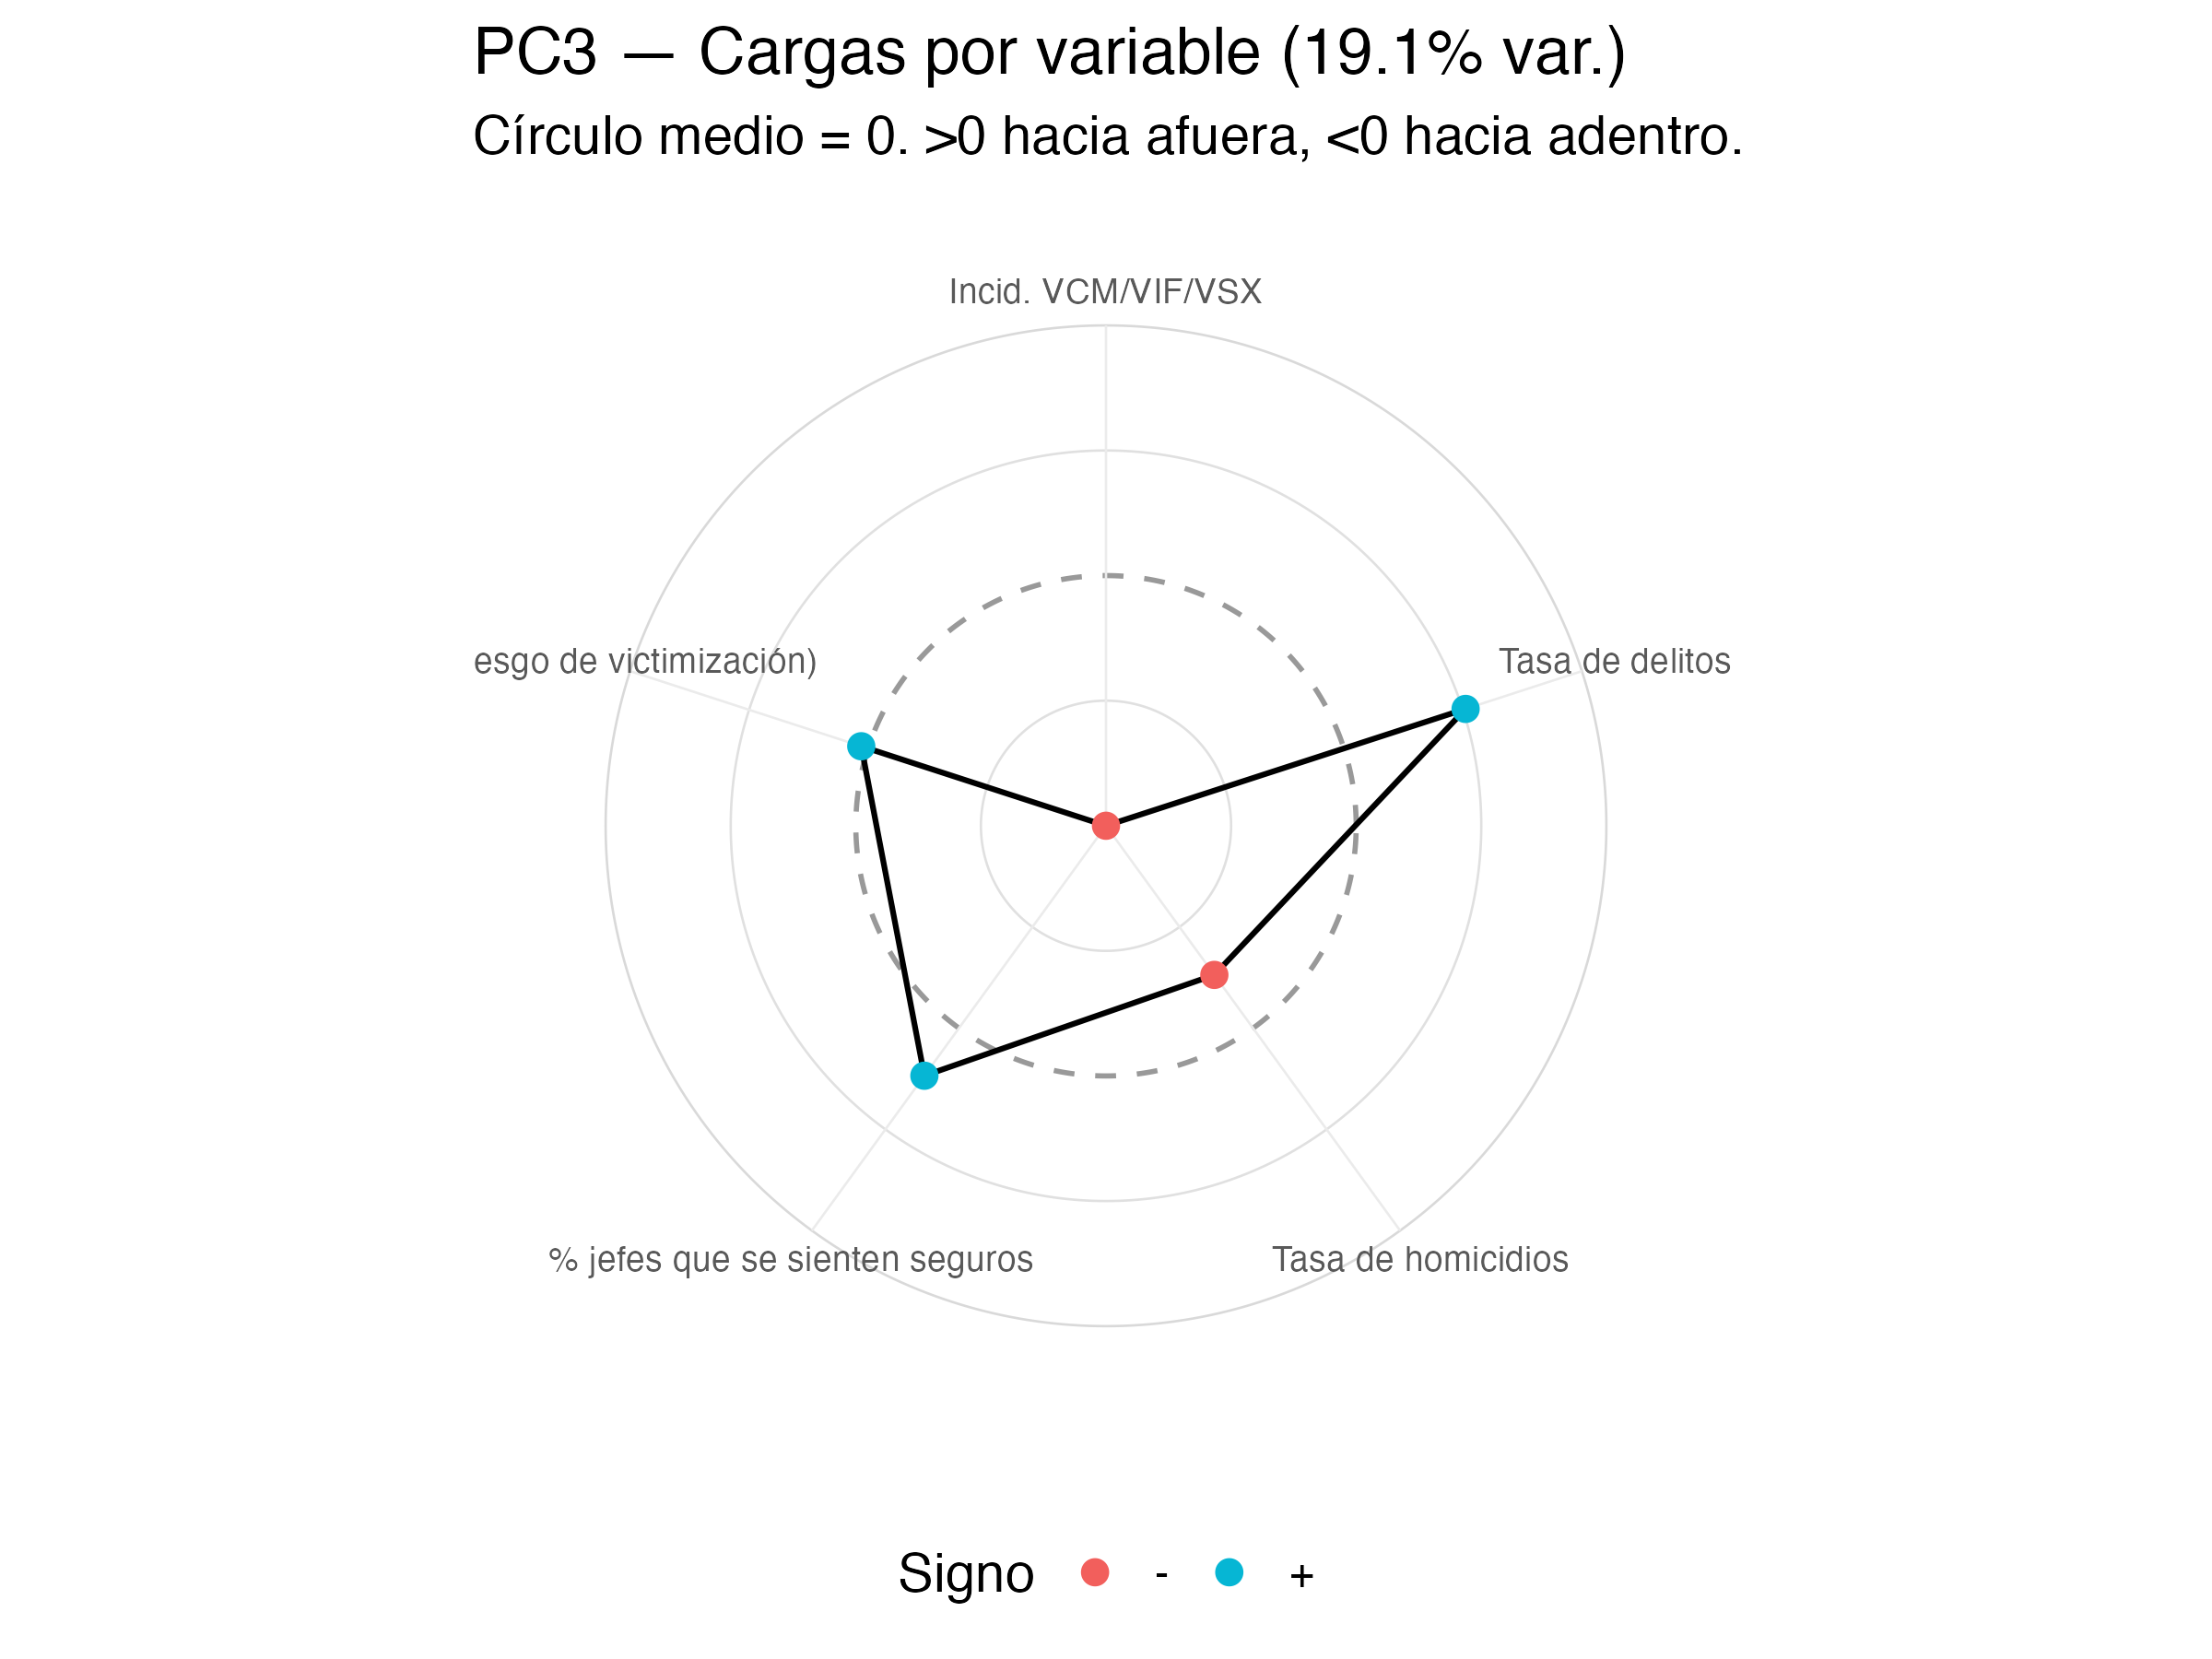 PC3 — Cargas por variable (19.1% var.)
Círculo medio = 0. >0 hacia afuera, <0 hacia adentro.
Incid. VCM/VIF/VSX
esgo de victimización)
Tasa de delitos
% jefes que se sienten seguros
Tasa de homicidios
Signo - +